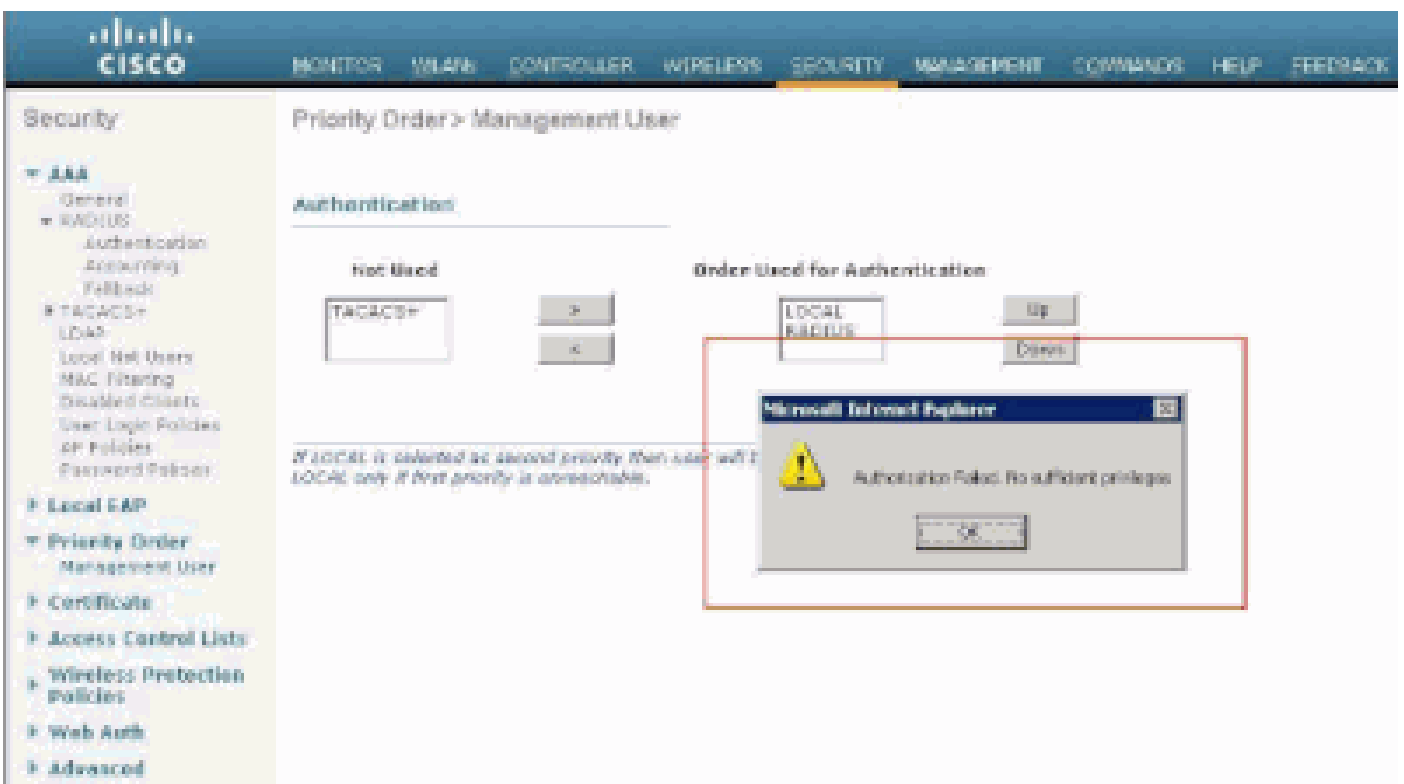 CISCO
MONITOR WLANs CONTROLLER WIRELESS SECURITY MANAGEMENT COMMANDS HELP FEEDBACK
Security
AAA
General
RADIUS
Authentication
Accounting
Fallback
TACACS+
LDAP
Local Net Users
MAC Filtering
Disabled Clients
User Login Policies
AP Policies
Password Policies
Local EAP
Priority Order
Management User
Certificate
Access Control Lists
Wireless Protection
Policies
Web Auth
Advanced
Priority Order > Management User
Authentication
Not Used
Order Used for Authentication
TACACS+
>
<
LOCAL
RADIUS
Up
Down
If LOCAL is selected as second priority then user will
LOCAL only if first priority is unreachable.
Microsoft Internet Explorer
Authorization Failed. No sufficient privileges
OK